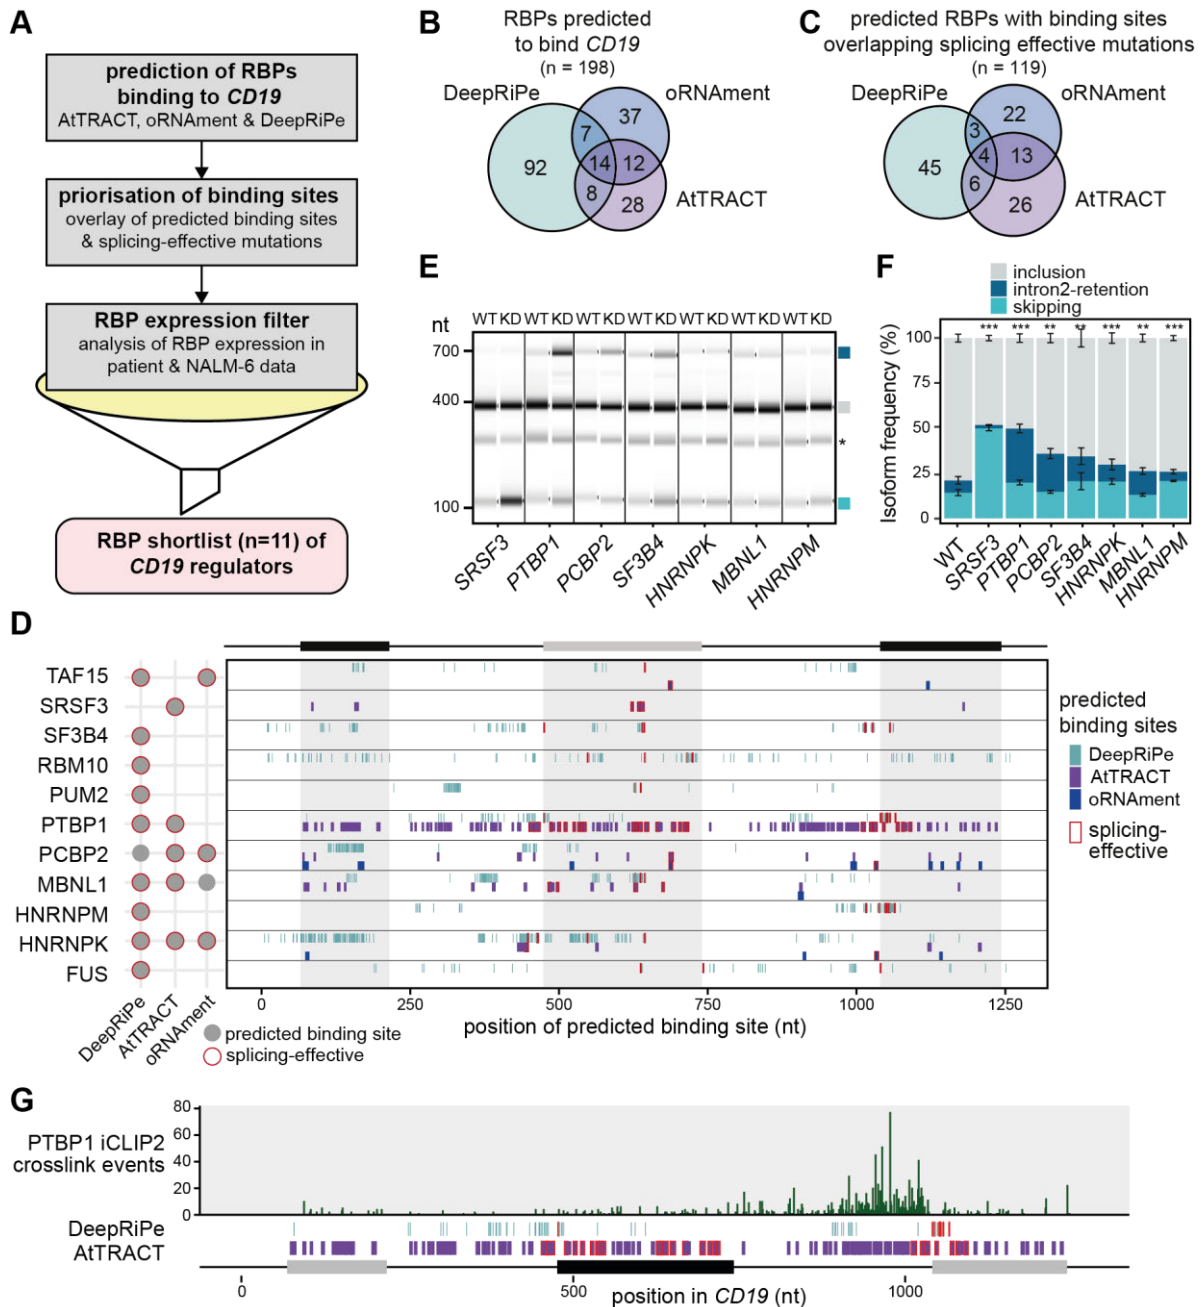 A
prediction of RBPs
binding to CD19
AtTRACT, oRNAment & DeepRiPe
priorisation of binding sites
overlay of predicted binding sites
& splicing-effective mutations
RBP expression filter
analysis of RBP expression in
patient & NALM-6 data
RBP shortlist (n=11) of
CD19 regulators
B
RBPs predicted
to bind CD19
(n = 198)
DeepRiPe
oRNAment
AtTRACT
37
7
92
14
12
8
28
C
predicted RBPs with binding sites
overlapping splicing effective mutations
(n = 119)
DeepRiPe
oRNAment
AtTRACT
22
3
45
4
13
6
26
E
WT KD WT KD WT KD WT KD WT KD WT KD WT KD
nt
700
400
100
*
SRSF3
PTBP1
PCBP2
SF3B4
HNRNPK
MBNL1
HNRNPM
F
inclusion
intron2-retention
skipping
Isoform frequency (%)
100
75
50
25
0
*** *** ** ** *** ** ***
WT
SRSF3
PTBP1
PCBP2
SF3B4
HNRNPK
MBNL1
HNRNPM
D
TAF15
SRSF3
SF3B4
RBM10
PUM2
PTBP1
PCBP2
MBNL1
HNRNPM
HNRNPK
FUS
DeepRiPe
AtTRACT
oRNAment
predicted binding site
splicing-effective
0 250 500 750 1000 1250
position of predicted binding site (nt)
predicted
binding sites
DeepRiPe
AtTRACT
oRNAment
splicing-
effective
G
PTBP1 iCLIP2
crosslink events
80
60
40
20
0
DeepRiPe
AtTRACT
0 500 1000
position in CD19 (nt)